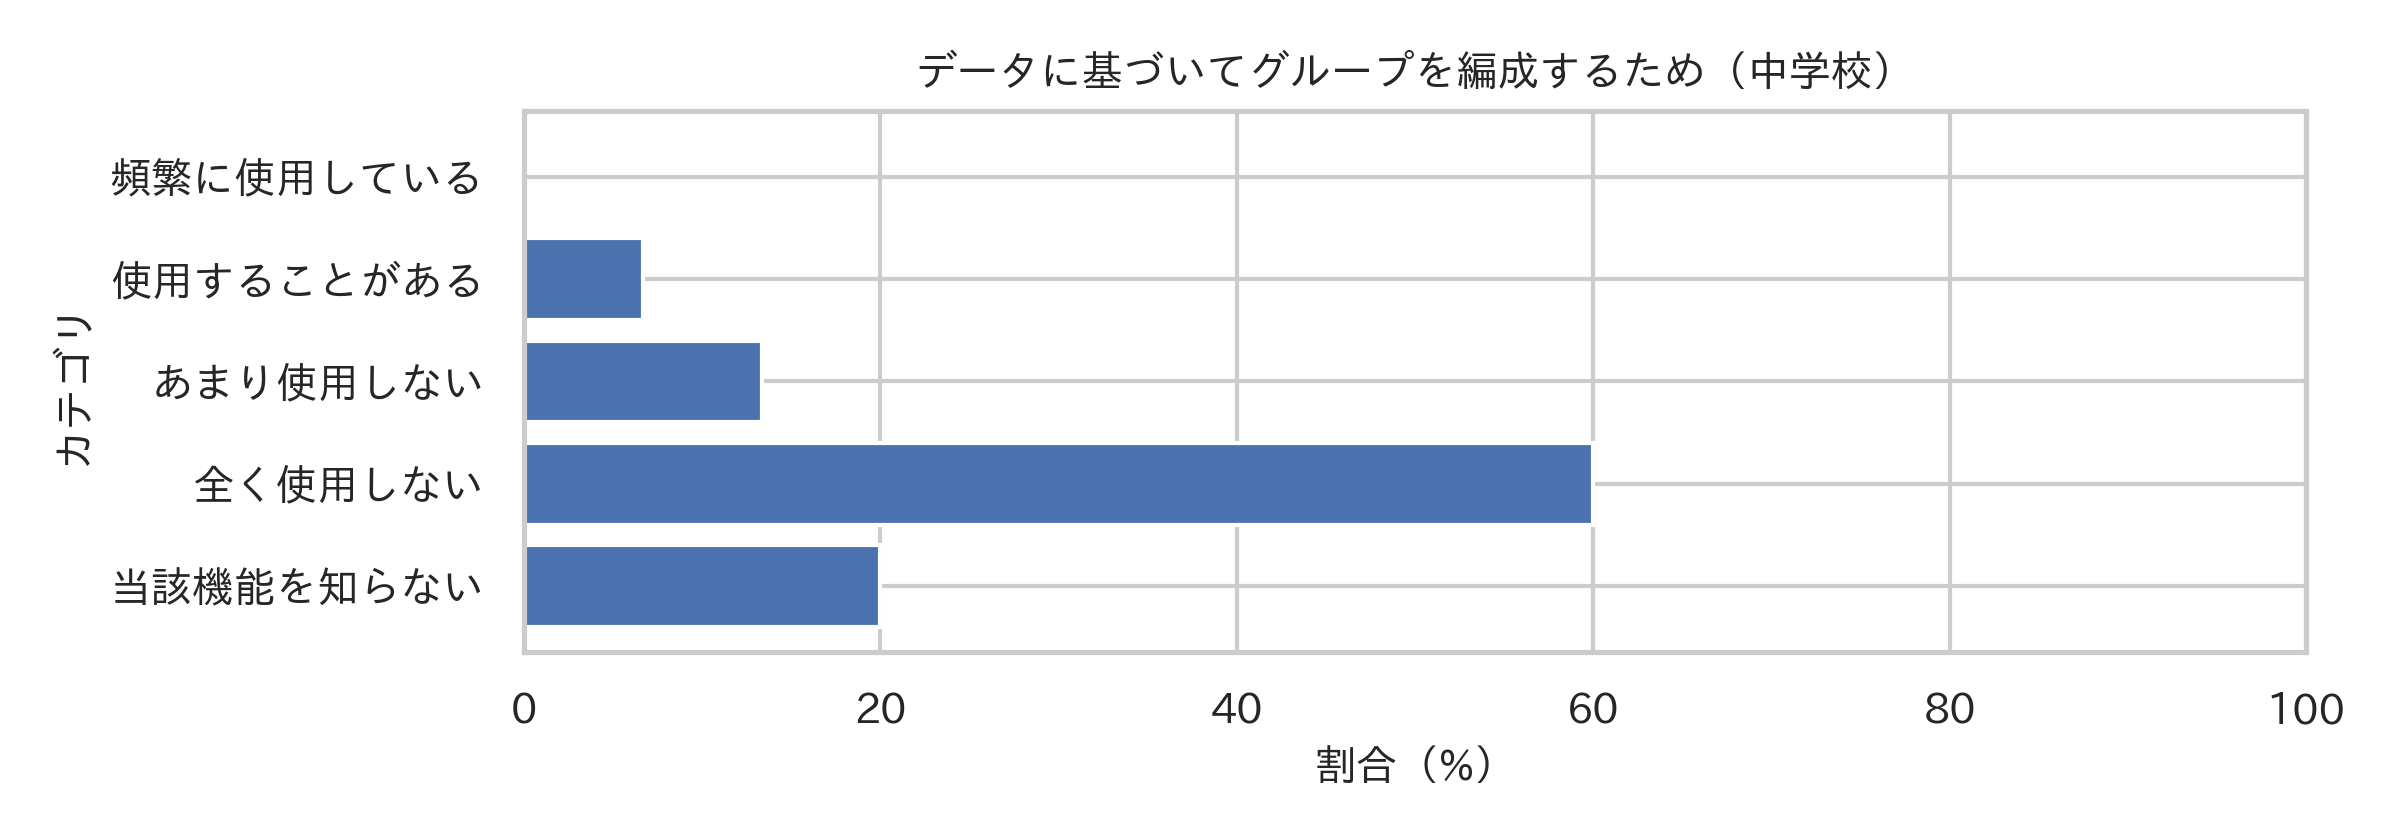 データに基づいてグループを編成するため（中学校）
カテゴリ
頻繁に使用している
使用することがある
あまり使用しない
全く使用しない
当該機能を知らない
0 20 40 60 80 100
割合（%）